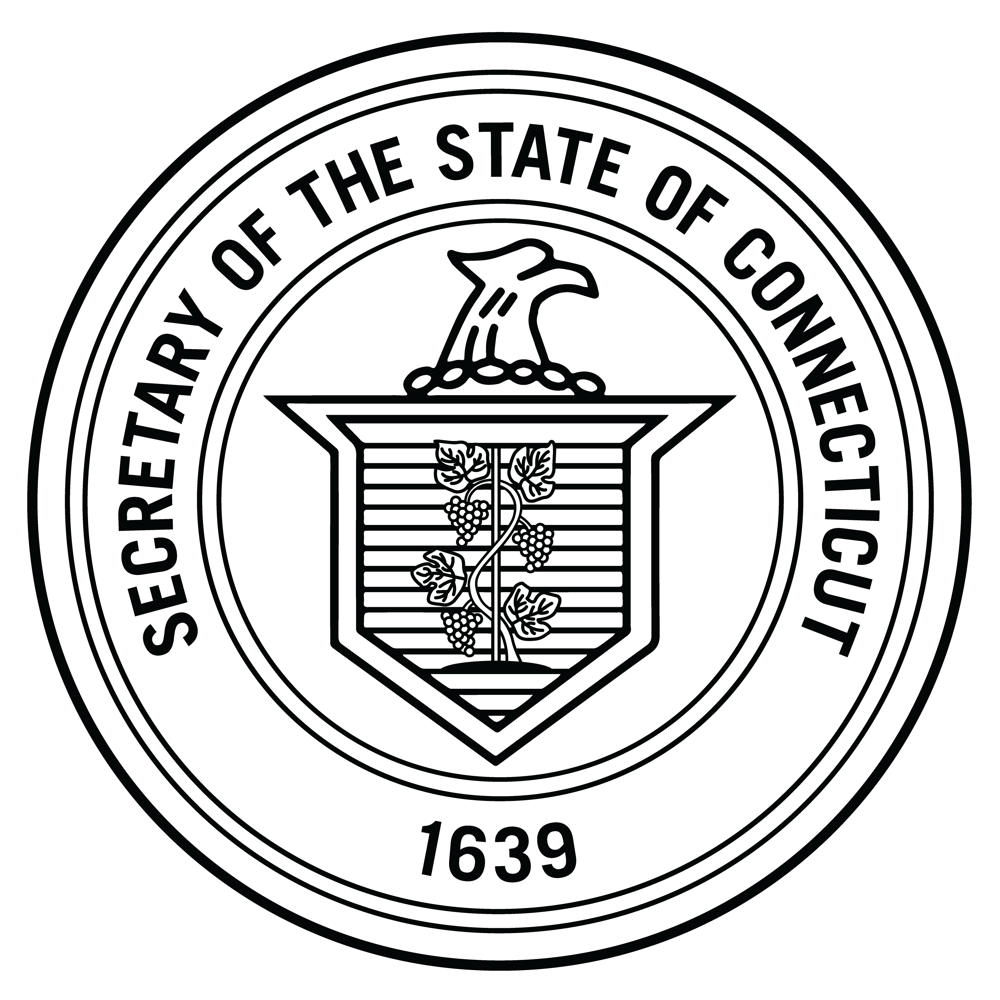 SECRETARY OF THE STATE OF CONNECTICUT
1639